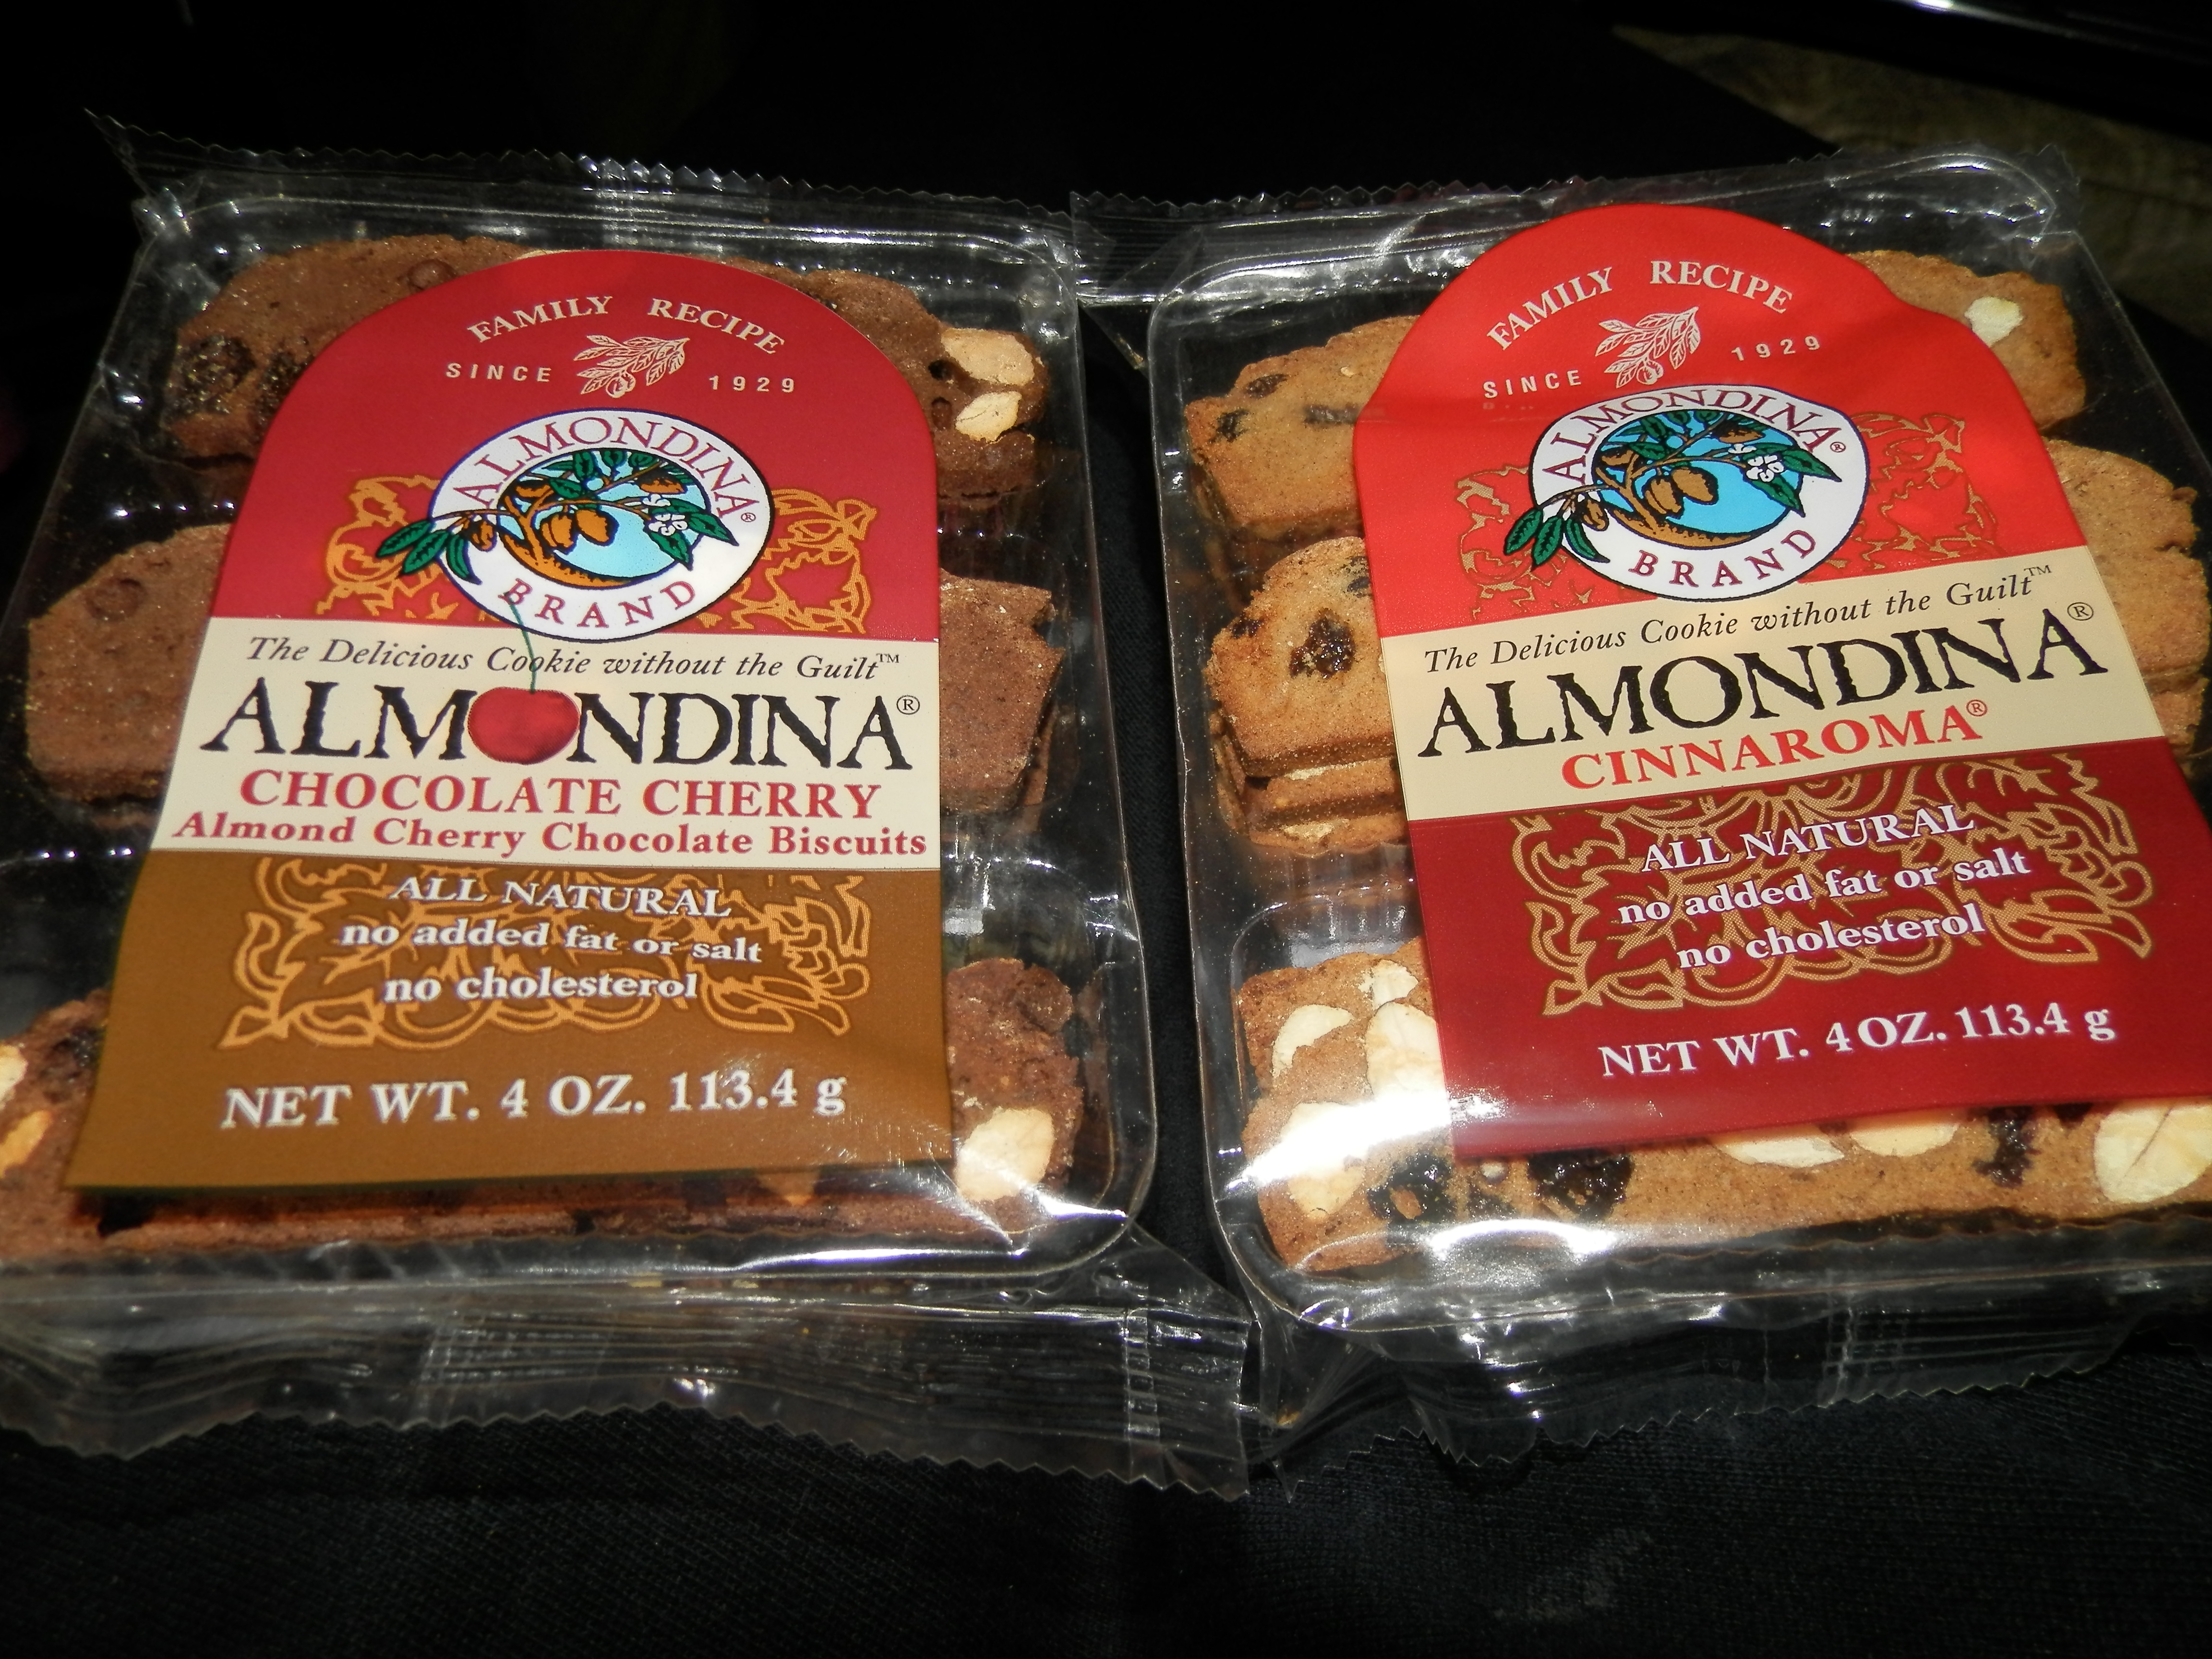 FAMILY RECIPE
SINCE 1929
ALMONDINA®
BRAND
The Delicious Cookie without the Guilt™
ALMONDINA®
CHOCOLATE CHERRY
Almond Cherry Chocolate Biscuits
ALL NATURAL
no added fat or salt
no cholesterol
NET WT. 4 OZ. 113.4 g
FAMILY RECIPE
SINCE 1929
ALMONDINA®
BRAND
The Delicious Cookie without the Guilt™
ALMONDINA®
CINNAROMA®
ALL NATURAL
no added fat or salt
no cholesterol
NET WT. 4 OZ. 113.4 g